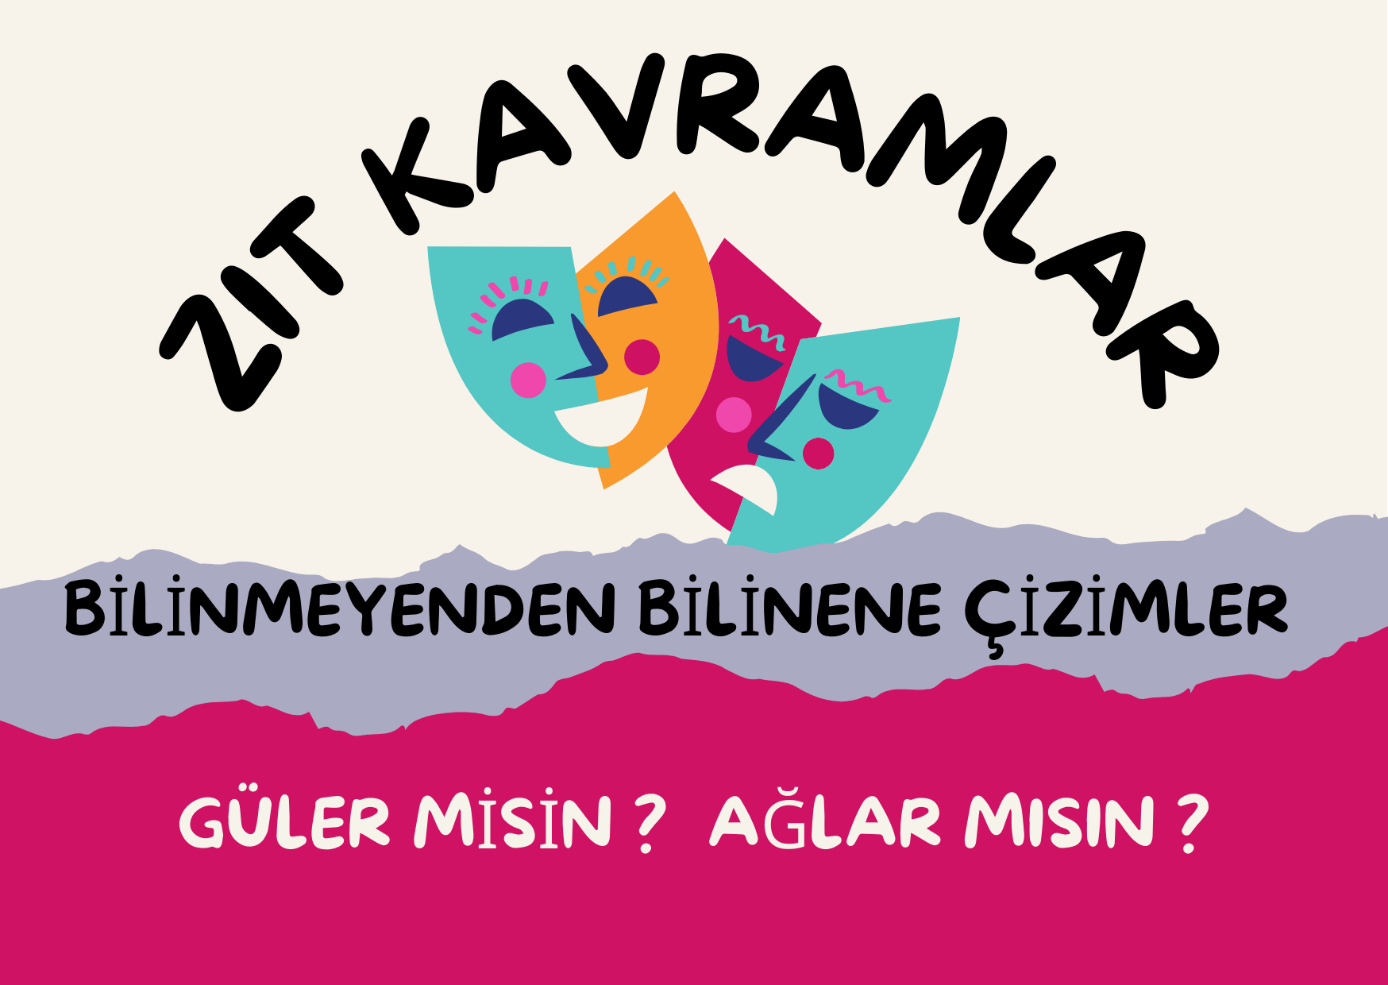 ZIT KAVRAMLAR
BİLİNMEYENDEN BİLİNENE ÇİZİMLER
GÜLER MİSİN ? AĞLAR MISIN ?